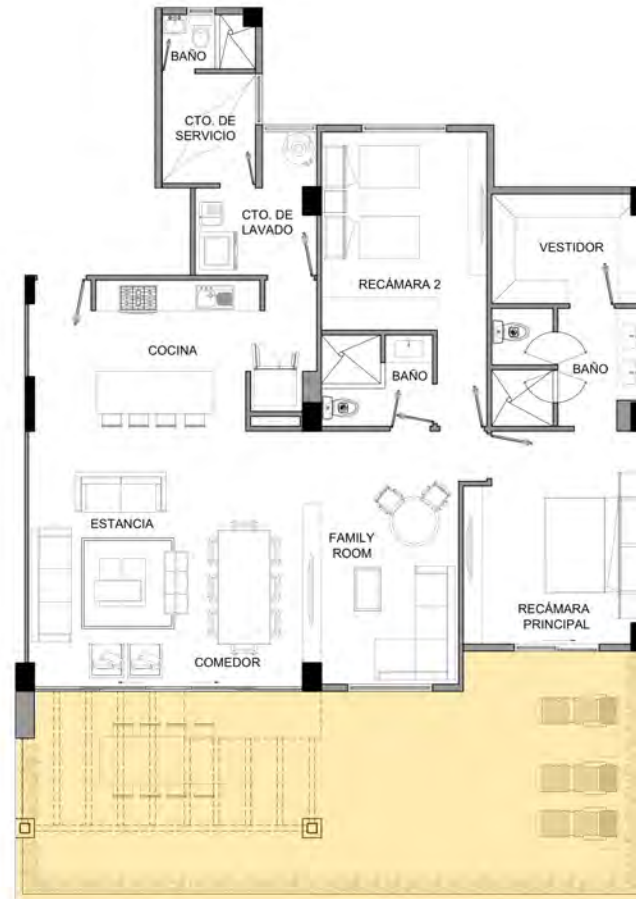 BAÑO
CTO. DE
SERVICIO
CTO. DE
LAVADO
VESTIDOR
RECÁMARA 2
COCINA
BAÑO
BAÑO
ESTANCIA
FAMILY
ROOM
RECÁMARA
PRINCIPAL
COMEDOR